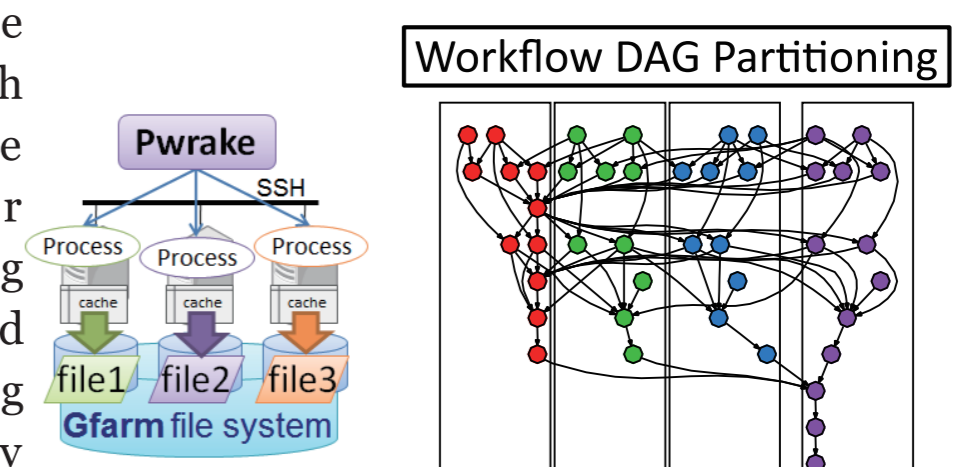 e
h
e
r
g
d
g
v
Pwrake
SSH
Process Process Process
cache cache cache
file1 file2 file3
Gfarm file system
Workflow DAG Partitioning